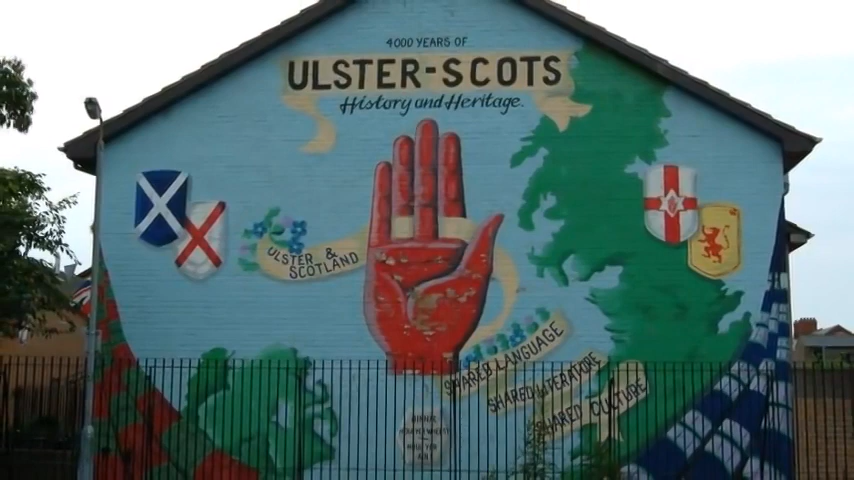 4000 YEARS OF
ULSTER-SCOTS
History and Heritage.
ULSTER &
SCOTLAND
SHARED LANGUAGE
SHARED LITERATURE
SHARED CULTURE